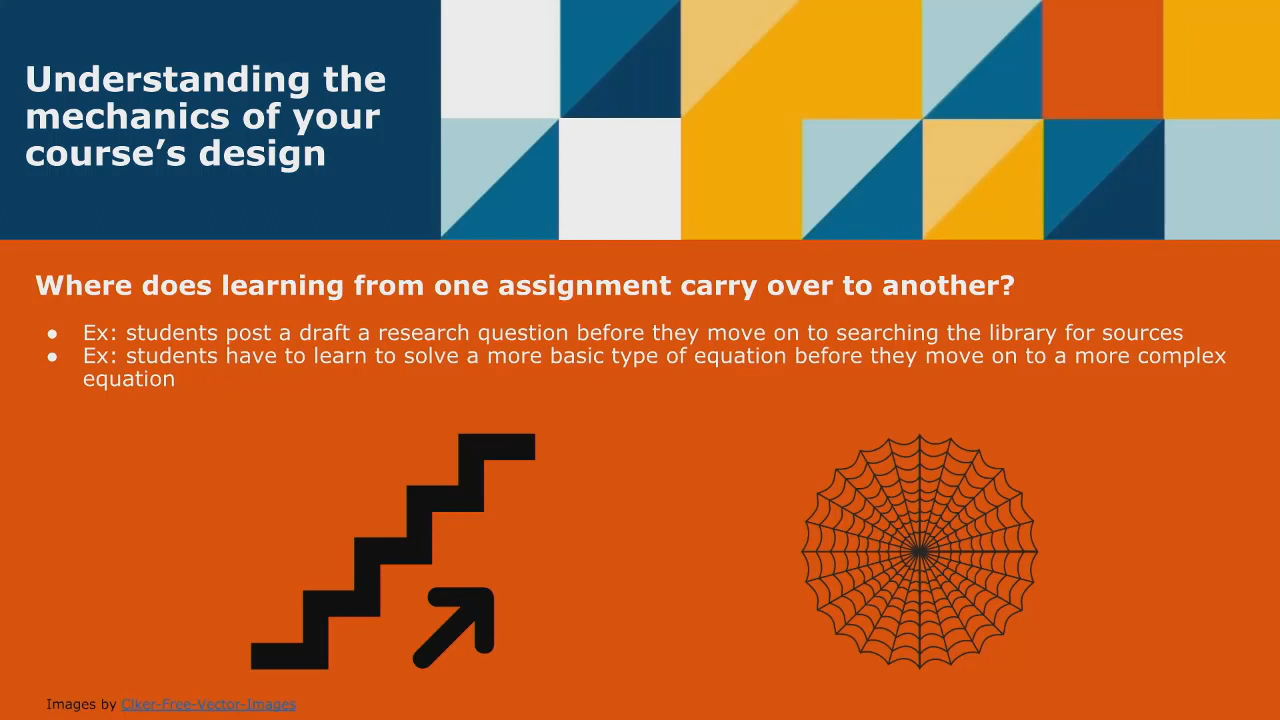 Understanding the
mechanics of your
course’s design
Where does learning from one assignment carry over to another?
● Ex: students post a draft a research question before they move on to searching the library for sources
● Ex: students have to learn to solve a more basic type of equation before they move on to a more complex
equation
Images by Clker-Free-Vector-Images